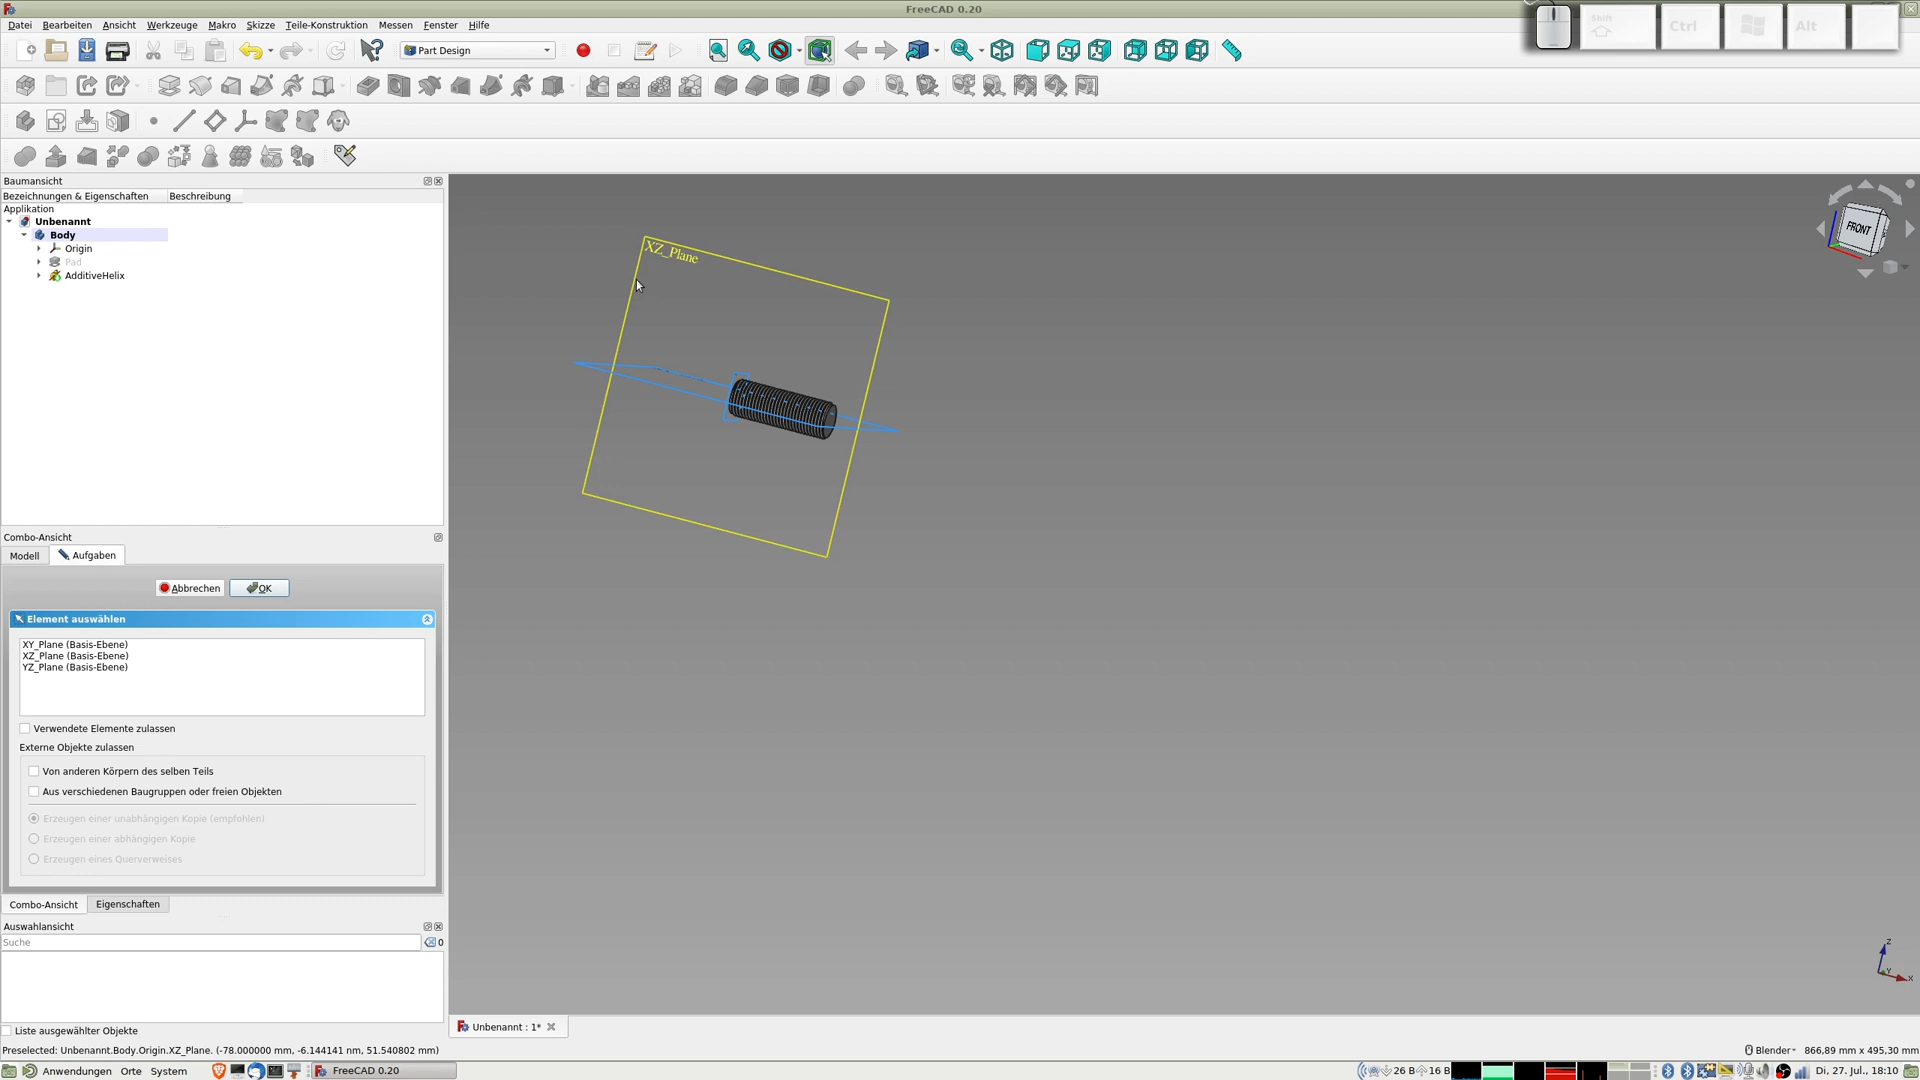 FreeCAD 0.20
Datei Bearbeiten Ansicht Werkzeuge Makro Skizze Teile-Konstruktion Messen Fenster Hilfe
Shift Ctrl Alt
Part Design
Baumansicht
Bezeichnungen & Eigenschaften Beschreibung
Applikation
Unbenannt
Body
Origin
Pad
AdditiveHelix
XZ_Plane
FRONT
Combo-Ansicht
Modell Aufgaben
Abbrechen OK
Element auswählen
XY_Plane (Basis-Ebene)
XZ_Plane (Basis-Ebene)
YZ_Plane (Basis-Ebene)
Verwendete Elemente zulassen
Externe Objekte zulassen
Von anderen Körpern des selben Teils
Aus verschiedenen Baugruppen oder freien Objekten
Erzeugen einer unabhängigen Kopie (empfohlen)
Erzeugen einer abhängigen Kopie
Erzeugen eines Querverweises
Combo-Ansicht Eigenschaften
Auswahlansicht
Suche 0
Z
Y
X
Unbenannt : 1*
Liste ausgewählter Objekte
Preselected: Unbenannt.Body.Origin.XZ_Plane. (-78.000000 mm, -6.144141 nm, 51.540802 mm) Blender 866,89 mm x 495,30 mm
Anwendungen Orte System FreeCAD 0.20 26 B 16 B Di, 27. Jul., 18:10